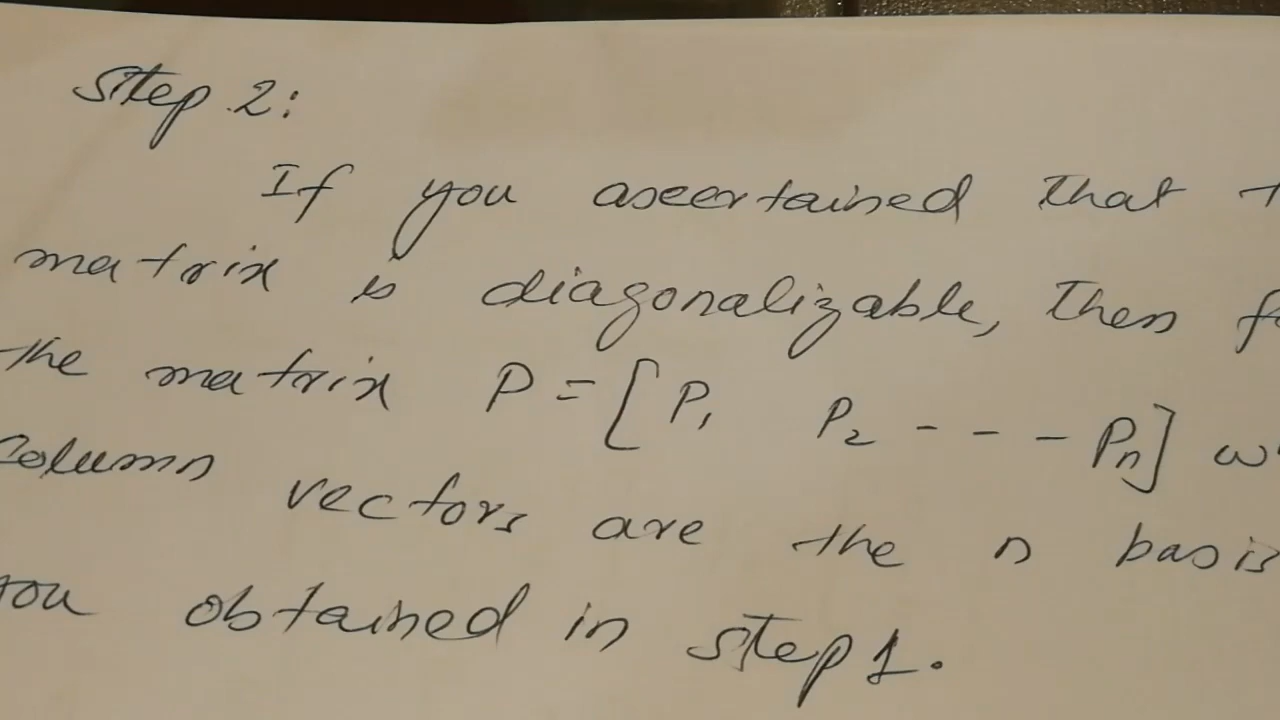 Step 2:
If you ascertained that
matrix is diagonalizable, then
the matrix P = [P₁ P₂ - - - Pₙ]
Column vectors are the n basis
you obtained in step 1.